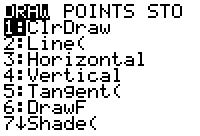 DRAW POINTS STO
1:ClrDraw
2:Line(
3:Horizontal
4:Vertical
5:Tangent(
6:DrawF
7↓Shade(